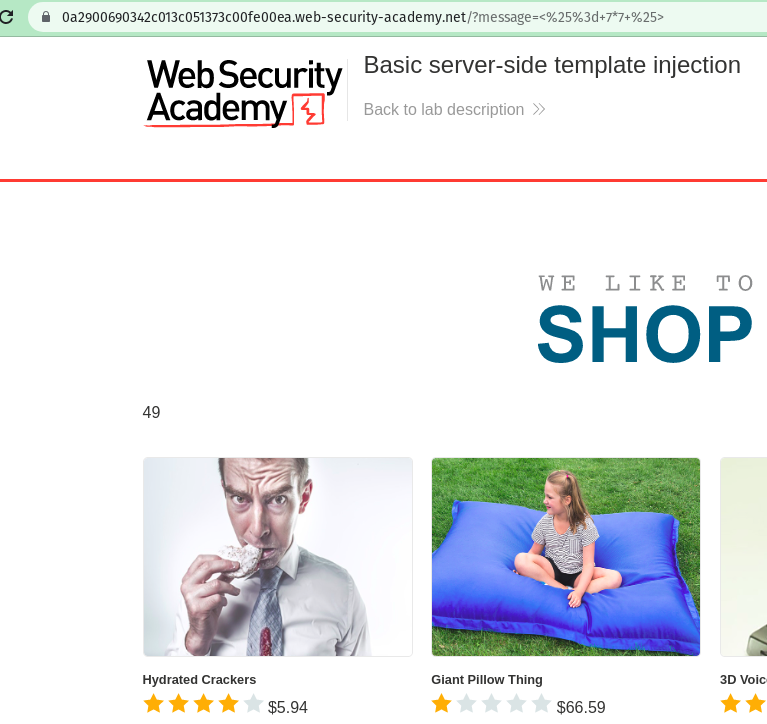 0a2900690342c013c051373c00fe00ea.web-security-academy.net/?message=<%25%3d+7*7+%25>
Web Security
Academy
Basic server-side template injection
Back to lab description
WE LIKE TO
SHOP
49
Hydrated Crackers
$5.94
Giant Pillow Thing
$66.59
3D